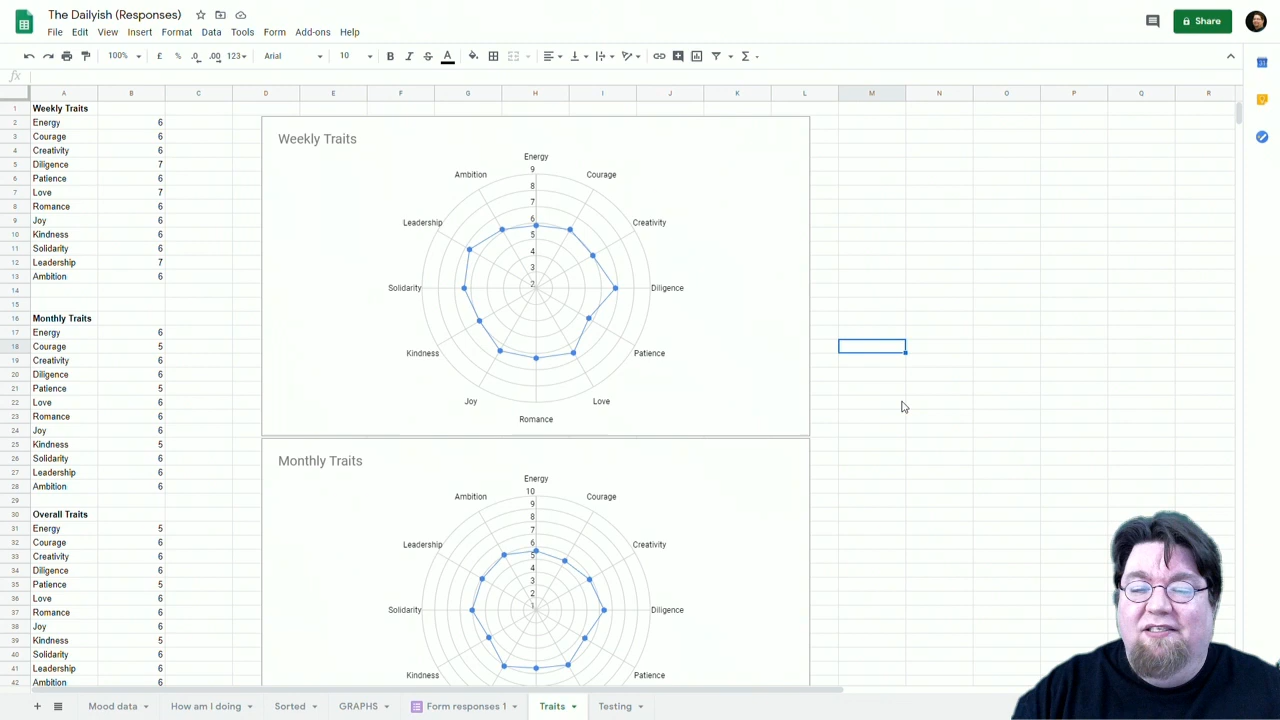 The Dailyish (Responses)
File Edit View Insert Format Data Tools Form Add-ons Help
Share
100% £ % .0 .00 123 Arial 10 B I S A Σ
fx
A B C D E F G H I J K L M N O P Q R
1 Weekly Traits
2 Energy 6
3 Courage 6
4 Creativity 6
5 Diligence 7
6 Patience 6
7 Love 7
8 Romance 6
9 Joy 6
10 Kindness 6
11 Solidarity 6
12 Leadership 7
13 Ambition 6
14
15
16 Monthly Traits
17 Energy 6
18 Courage 5
19 Creativity 6
20 Diligence 6
21 Patience 5
22 Love 6
23 Romance 6
24 Joy 6
25 Kindness 5
26 Solidarity 6
27 Leadership 6
28 Ambition 6
29
30 Overall Traits
31 Energy 5
32 Courage 6
33 Creativity 6
34 Diligence 6
35 Patience 5
36 Love 6
37 Romance 6
38 Joy 6
39 Kindness 5
40 Solidarity 6
41 Leadership 6
42 Ambition 6
Weekly Traits
Energy
Ambition 9 Courage
8
7
Leadership 6 Creativity
5
4
3
Solidarity 2 Diligence
Kindness Patience
Joy Love
Romance
Monthly Traits
Energy
Ambition 10 Courage
9
8
7
Leadership 6 Creativity
5
4
3
2
Solidarity 1 Diligence
Kindness Patience
Mood data How am I doing Sorted GRAPHS Form responses 1 Traits Testing